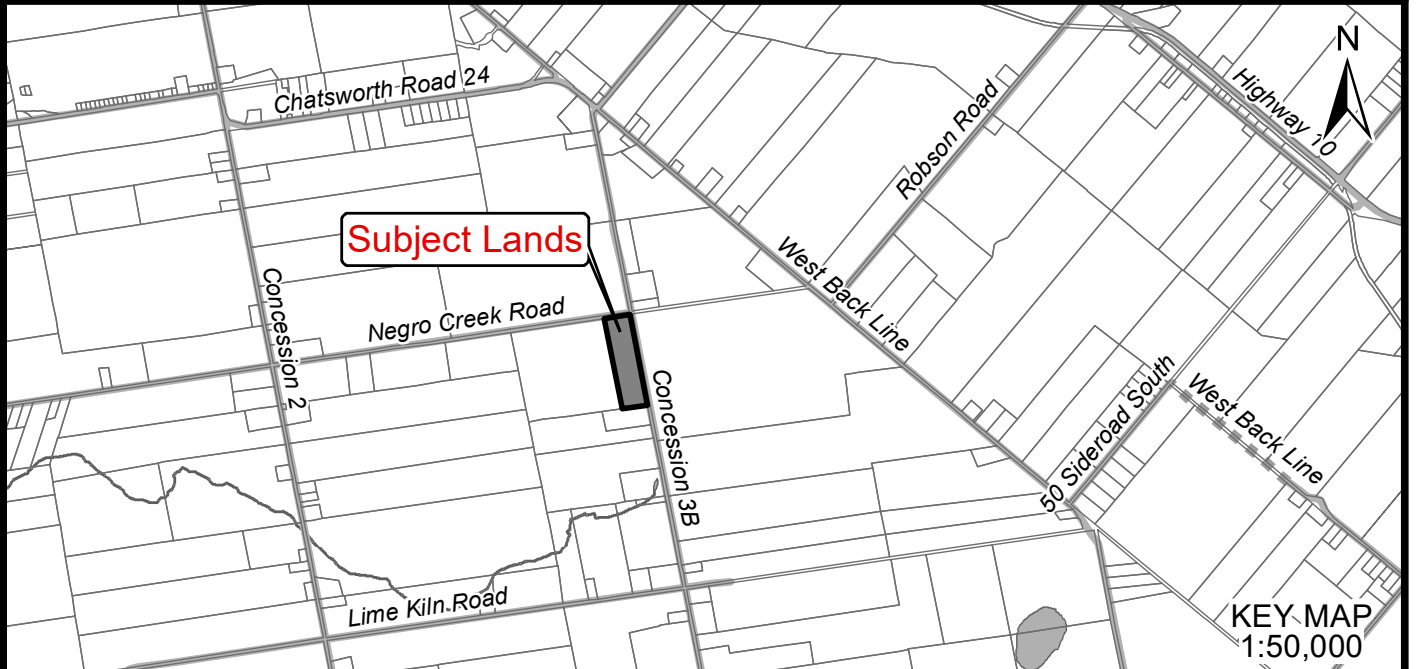 N
Chatsworth Road 24
Highway 10
Robson Road
Subject Lands
West Back Line
Concession 2
Negro Creek Road
Concession 3B
50 Sideroad South
West Back Line
Lime Kiln Road
KEY MAP
1:50,000